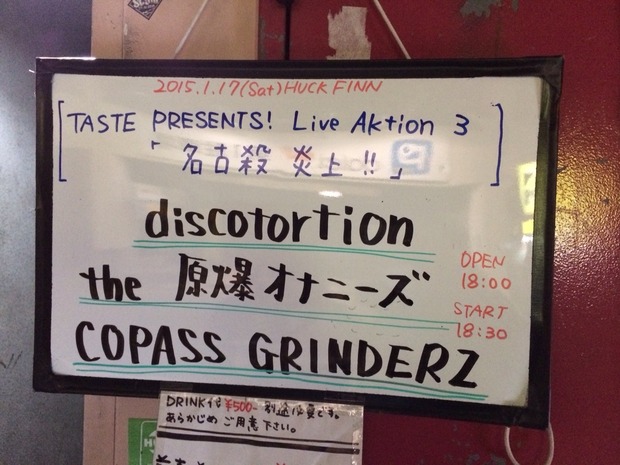 2015.1.17(Sat)HUCK FINN
TASTE PRESENTS! Live Aktion 3
「名古殺 炎上!!」
discotortion
the 原爆オナニーズ
COPASS GRINDERZ
OPEN
18:00
START
18:30
DRINK代 ¥500- 別途必要です。
あらかじめ ご用意下さい。